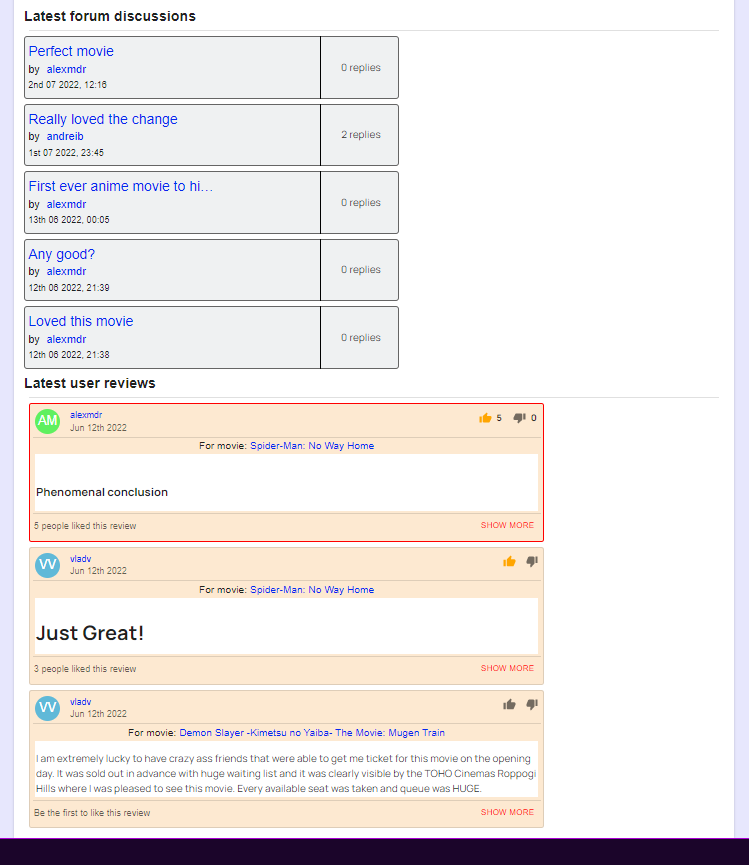 Latest forum discussions
Perfect movie
by alexmdr
2nd 07 2022, 12:16
0 replies
Really loved the change
by andreib
1st 07 2022, 23:45
2 replies
First ever anime movie to hi...
by alexmdr
13th 06 2022, 00:05
0 replies
Any good?
by alexmdr
12th 06 2022, 21:39
0 replies
Loved this movie
by alexmdr
12th 06 2022, 21:38
0 replies
Latest user reviews
AM
alexmdr
Jun 12th 2022
5 0
For movie: Spider-Man: No Way Home
Phenomenal conclusion
5 people liked this review
SHOW MORE
VV
vladv
Jun 12th 2022
For movie: Spider-Man: No Way Home
Just Great!
3 people liked this review
SHOW MORE
VV
vladv
Jun 12th 2022
For movie: Demon Slayer -Kimetsu no Yaiba- The Movie: Mugen Train
I am extremely lucky to have crazy ass friends that were able to get me ticket for this movie on the opening
day. It was sold out in advance with huge waiting list and it was clearly visible by the TOHO Cinemas Roppogi
Hills where I was pleased to see this movie. Every available seat was taken and queue was HUGE.
Be the first to like this review
SHOW MORE